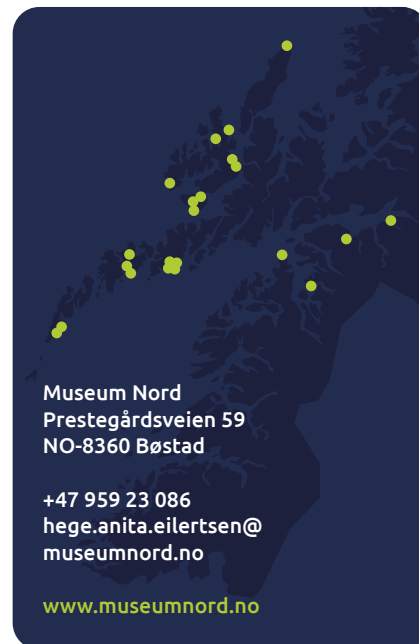 Museum Nord
Prestegårdsveien 59
NO-8360 Bøstad
+47 959 23 086
hege.anita.eilertsen@
museumnord.no
www.museumnord.no